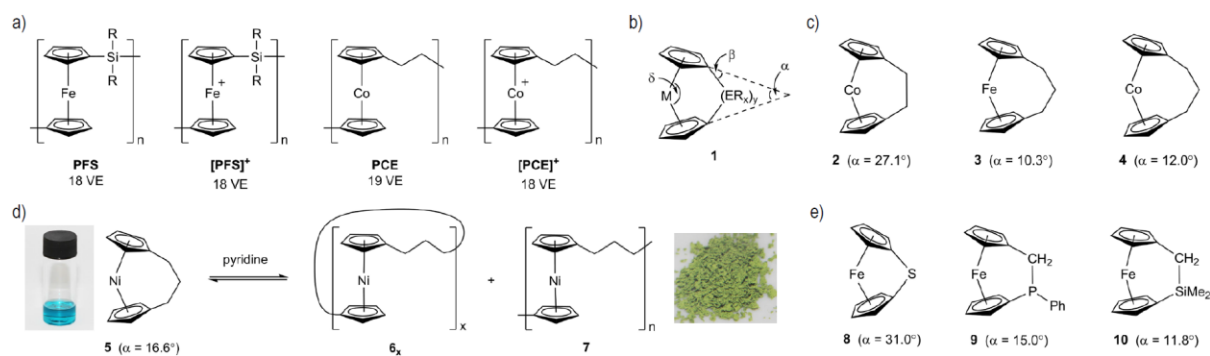 a)
R
Si
R
Fe
n
PFS
18 VE
R
Si
R
Fe
+
n
[PFS]+
18 VE
Co
n
PCE
19 VE
Co
+
n
[PCE]+
18 VE
b)
β
δ
α
M
(ERx)y
1
c)
Co
2 (α = 27.1°)
Fe
3 (α = 10.3°)
Co
4 (α = 12.0°)
d)
Ni
5 (α = 16.6°)
pyridine
Ni
x
6x
+
Ni
n
7
e)
Fe
S
8 (α = 31.0°)
Fe
CH2
P
Ph
9 (α = 15.0°)
Fe
CH2
SiMe2
10 (α = 11.8°)